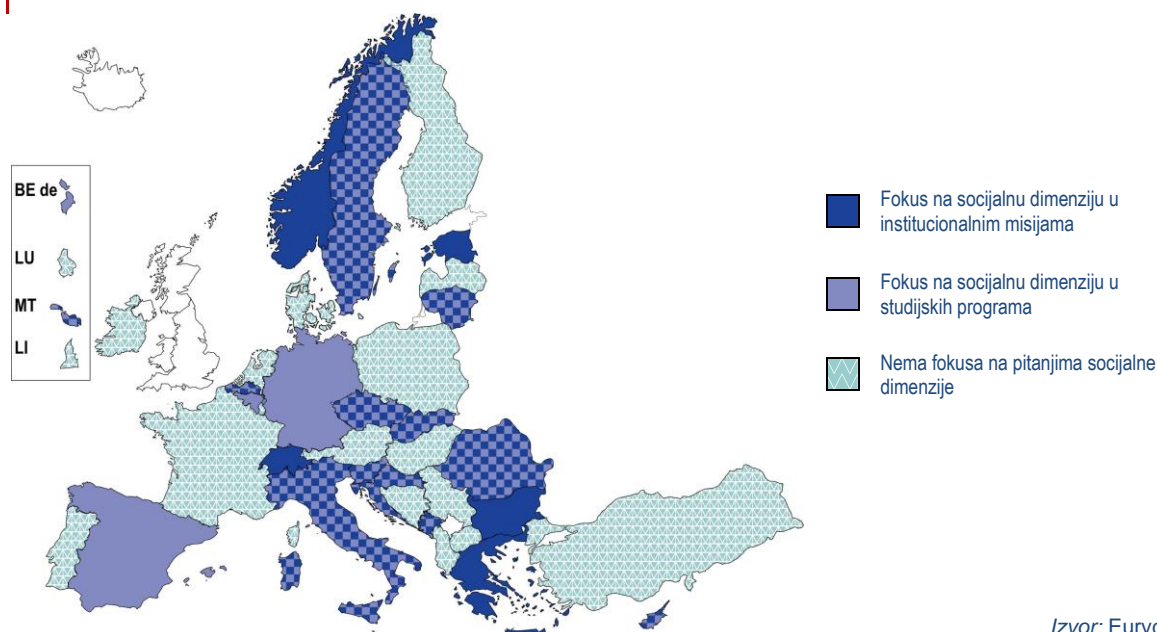 BE de
LU
MT
LI
Fokus na socijalnu dimenziju u
institucionalnim misijama
Fokus na socijalnu dimenziju u
studijskih programa
Nema fokusa na pitanjima socijalne
dimenzije
Izvor: Eury